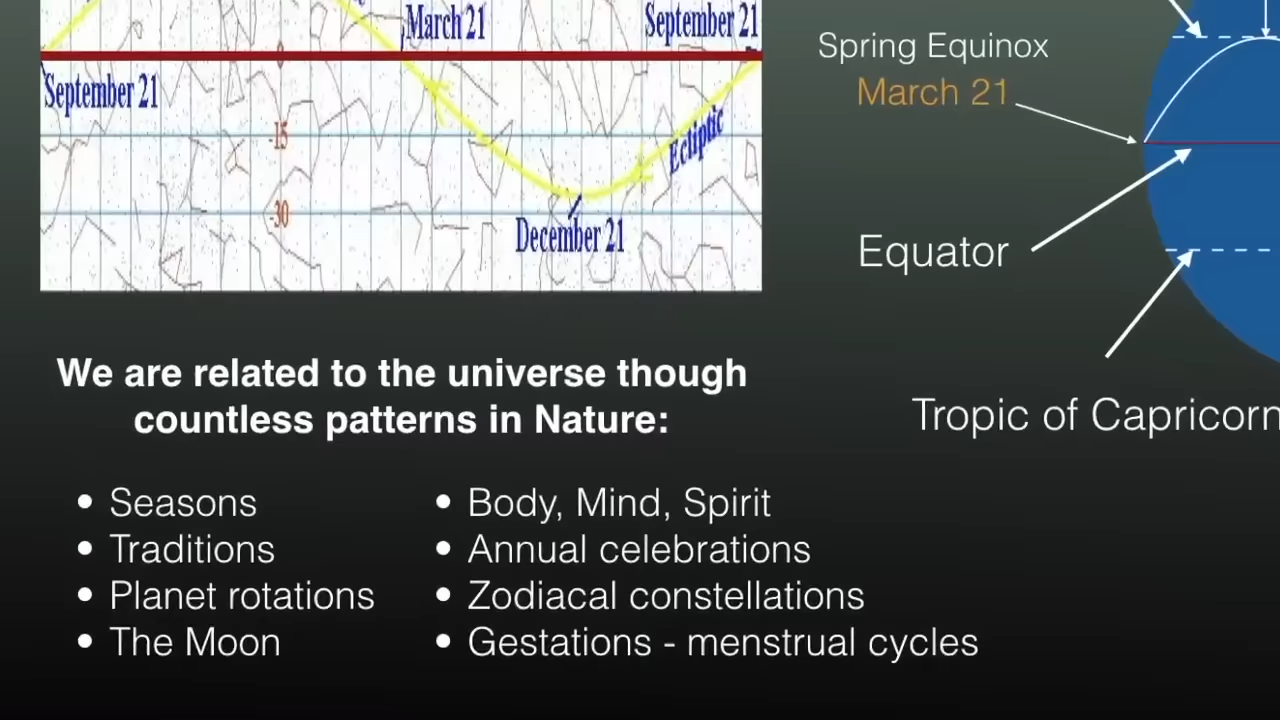 March 21
September 21
September 21
0
-15
-30
Ecliptic
December 21
Spring Equinox
March 21
Equator
Tropic of Capricorn
We are related to the universe though
countless patterns in Nature:
• Seasons
• Traditions
• Planet rotations
• The Moon
• Body, Mind, Spirit
• Annual celebrations
• Zodiacal constellations
• Gestations - menstrual cycles